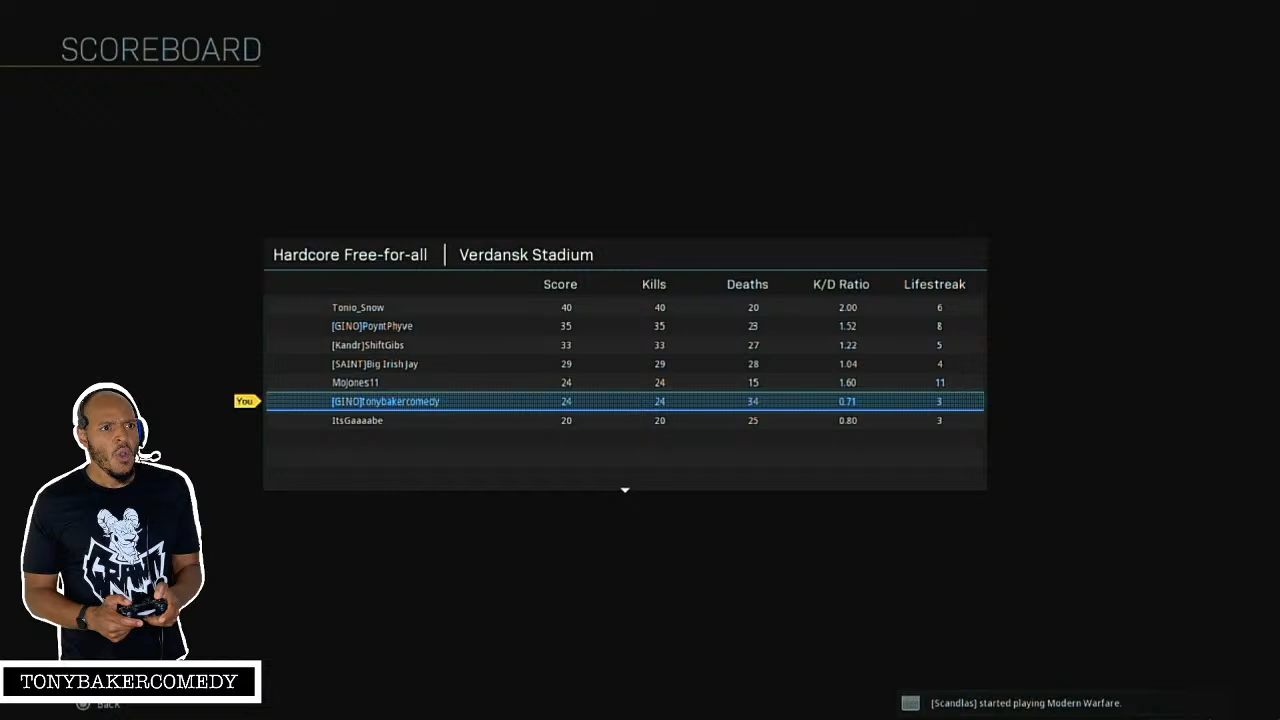 SCOREBOARD
Hardcore Free-for-all | Verdansk Stadium
Score Kills Deaths K/D Ratio Lifestreak
Tonio_Snow 40 40 20 2.00 6
[GINO]PoyntPhyve 35 35 23 1.52 8
[Kandr]ShiftGibs 33 33 27 1.22 5
[SAINT]Big Irish Jay 29 29 28 1.04 4
MoJones11 24 24 15 1.60 11
You [GINO]tonybakercomedy 24 24 34 0.71 3
ItsGaaaabe 20 20 25 0.80 3
TONYBAKERCOMEDY
Back
[Scandlas] started playing Modern Warfare.